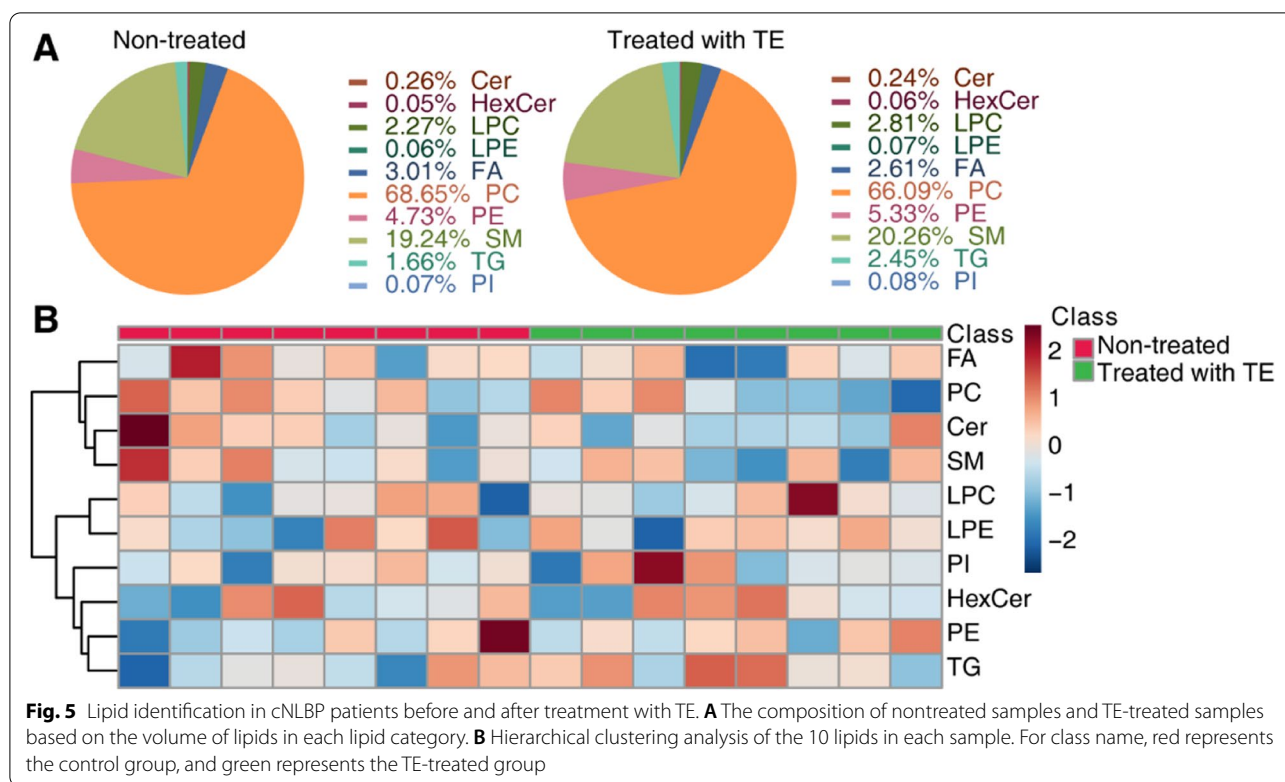 A
Non-treated
0.26% Cer
0.05% HexCer
2.27% LPC
0.06% LPE
3.01% FA
68.65% PC
4.73% PE
19.24% SM
1.66% TG
0.07% PI
Treated with TE
0.24% Cer
0.06% HexCer
2.81% LPC
0.07% LPE
2.61% FA
66.09% PC
5.33% PE
20.26% SM
2.45% TG
0.08% PI
B
Class
FA
PC
Cer
SM
LPC
LPE
PI
HexCer
PE
TG
2
1
0
−1
−2
Class
Non-treated
Treated with TE
Fig. 5 Lipid identification in cNLBP patients before and after treatment with TE. A The composition of nontreated samples and TE-treated samples
based on the volume of lipids in each lipid category. B Hierarchical clustering analysis of the 10 lipids in each sample. For class name, red represents
the control group, and green represents the TE-treated group